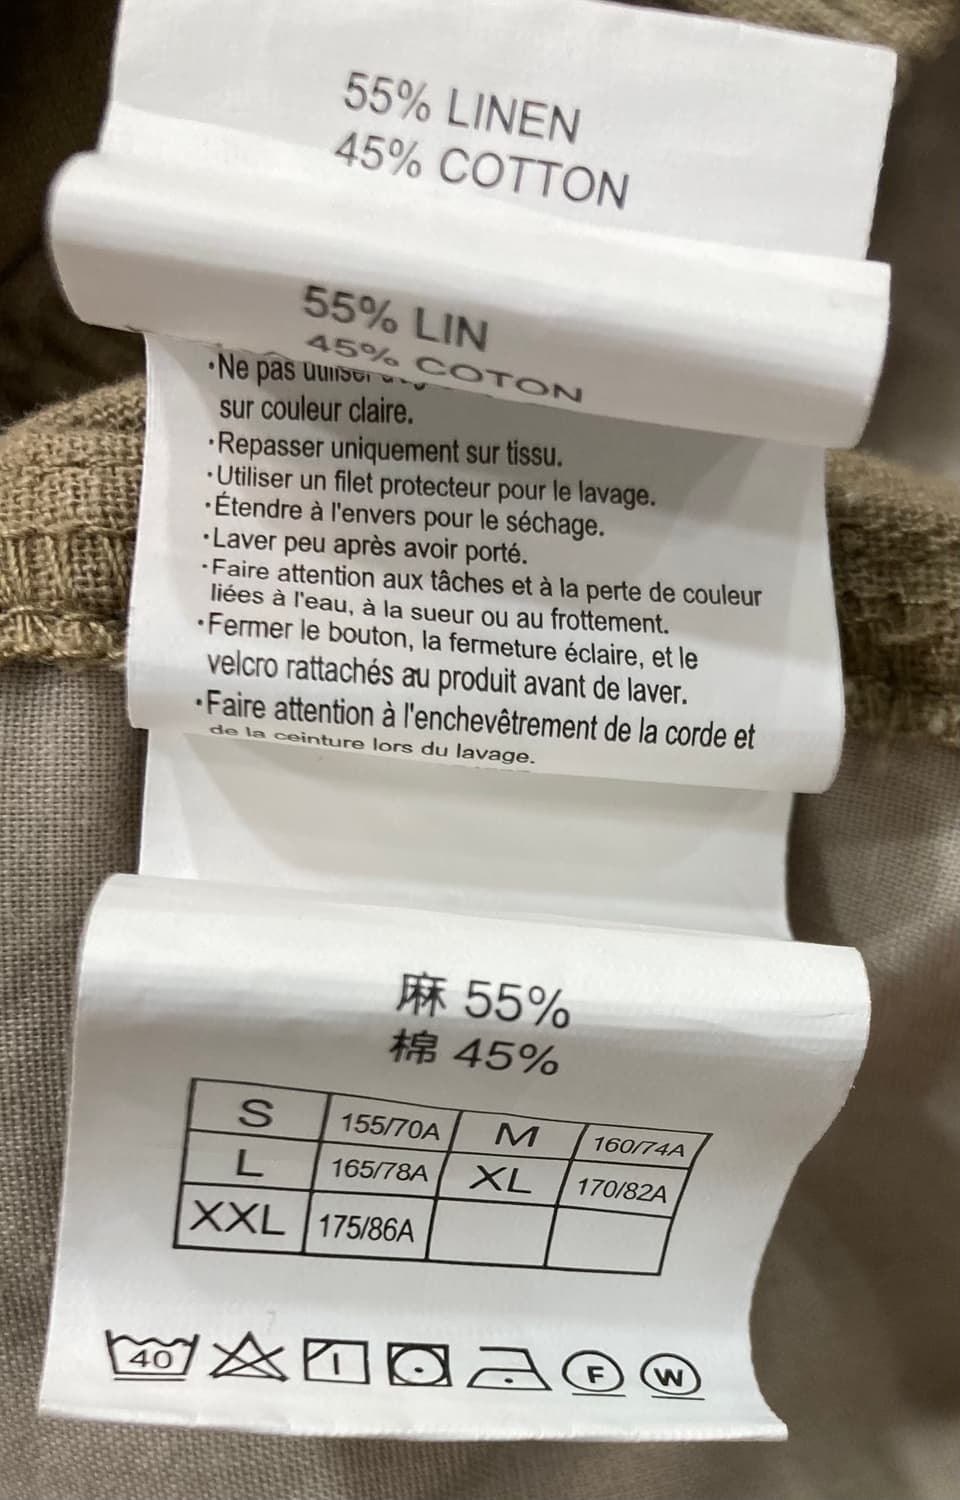 55% LINEN
45% COTTON
55% LIN
45% COTON
·Ne pas utiliser
sur couleur claire.
·Repasser uniquement sur tissu.
·Utiliser un filet protecteur pour le lavage.
·Étendre à l'envers pour le séchage.
·Laver peu après avoir porté.
·Faire attention aux tâches et à la perte de couleur
liées à l'eau, à la sueur ou au frottement.
·Fermer le bouton, la fermeture éclaire, et le
velcro rattachés au produit avant de laver.
·Faire attention à l'enchevêtrement de la corde et
de la ceinture lors du lavage.
麻 55%
棉 45%
S 155/70A M 160/74A
L 165/78A XL 170/82A
XXL 175/86A
40 F W